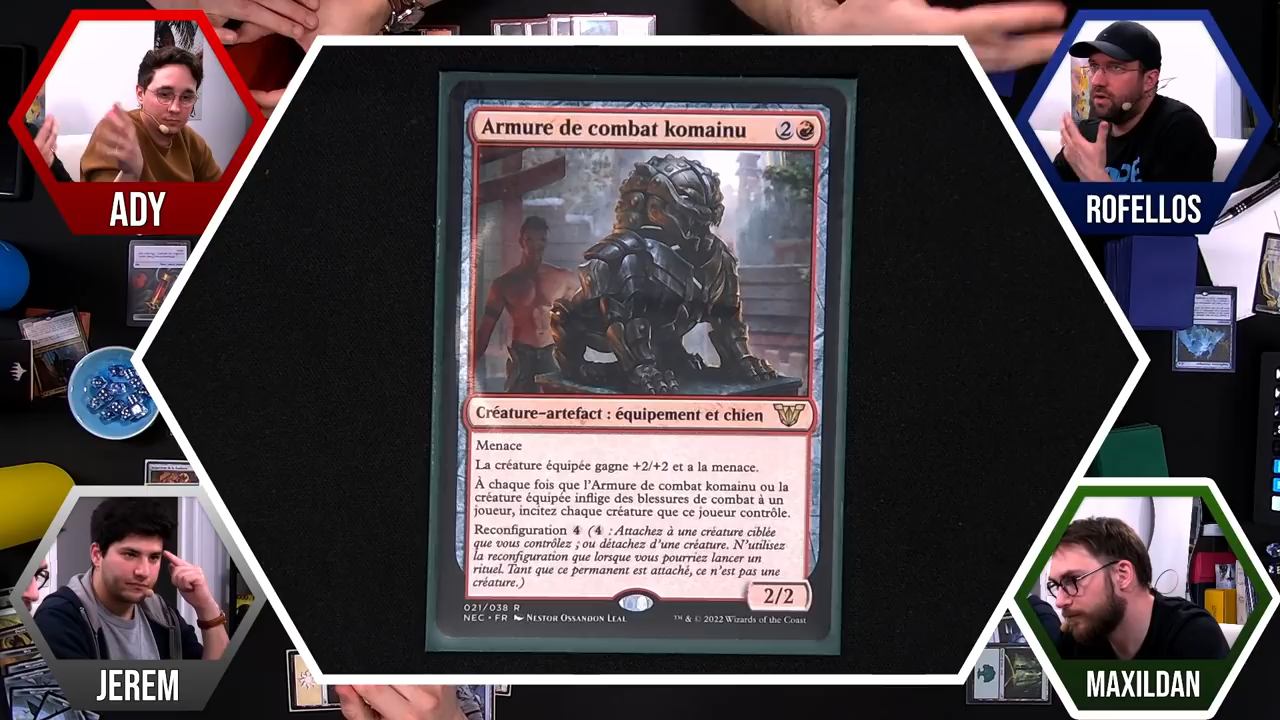 ADY
ROFELLOS
Armure de combat komainu
2
Créature-artefact : équipement et chien
Menace
La créature équipée gagne +2/+2 et a la menace.
À chaque fois que l'Armure de combat komainu ou la
créature équipée inflige des blessures de combat à un
joueur, incitez chaque créature que ce joueur contrôle.
Reconfiguration 4 (4 : Attachez à une créature ciblée
que vous contrôlez ; ou détachez d'une créature. N'utilisez
la reconfiguration que lorsque vous pourriez lancer un
rituel. Tant que ce permanent est attaché, ce n'est pas une
créature.)
2/2
021/038 R
NEC • FR Nestor Ossandon Leal
™ & © 2022 Wizards of the Coast
JEREM
MAXILDAN